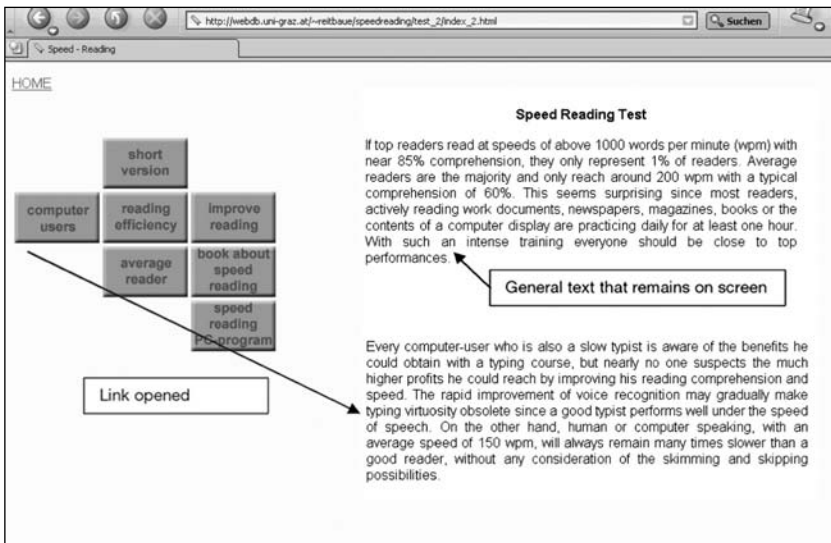 http://webdb.uni-graz.at/~reitbaue/speedreading/test_2/index_2.html
Suchen
Speed - Reading
HOME
short
version
computer
users
reading
efficiency
improve
reading
average
reader
book about
speed
reading
speed
reading
PC-program
Link opened
Speed Reading Test
If top readers read at speeds of above 1000 words per minute (wpm) with
near 85% comprehension, they only represent 1% of readers. Average
readers are the majority and only reach around 200 wpm with a typical
comprehension of 60%. This seems surprising since most readers,
actively reading work documents, newspapers, magazines, books or the
contents of a computer display are practicing daily for at least one hour.
With such an intense training everyone should be close to top
performances.
General text that remains on screen
Every computer-user who is also a slow typist is aware of the benefits he
could obtain with a typing course, but nearly no one suspects the much
higher profits he could reach by improving his reading comprehension and
speed. The rapid improvement of voice recognition may gradually make
typing virtuosity obsolete since a good typist performs well under the speed
of speech. On the other hand, human or computer speaking, with an
average speed of 150 wpm, will always remain many times slower than a
good reader, without any consideration of the skimming and skipping
possibilities.